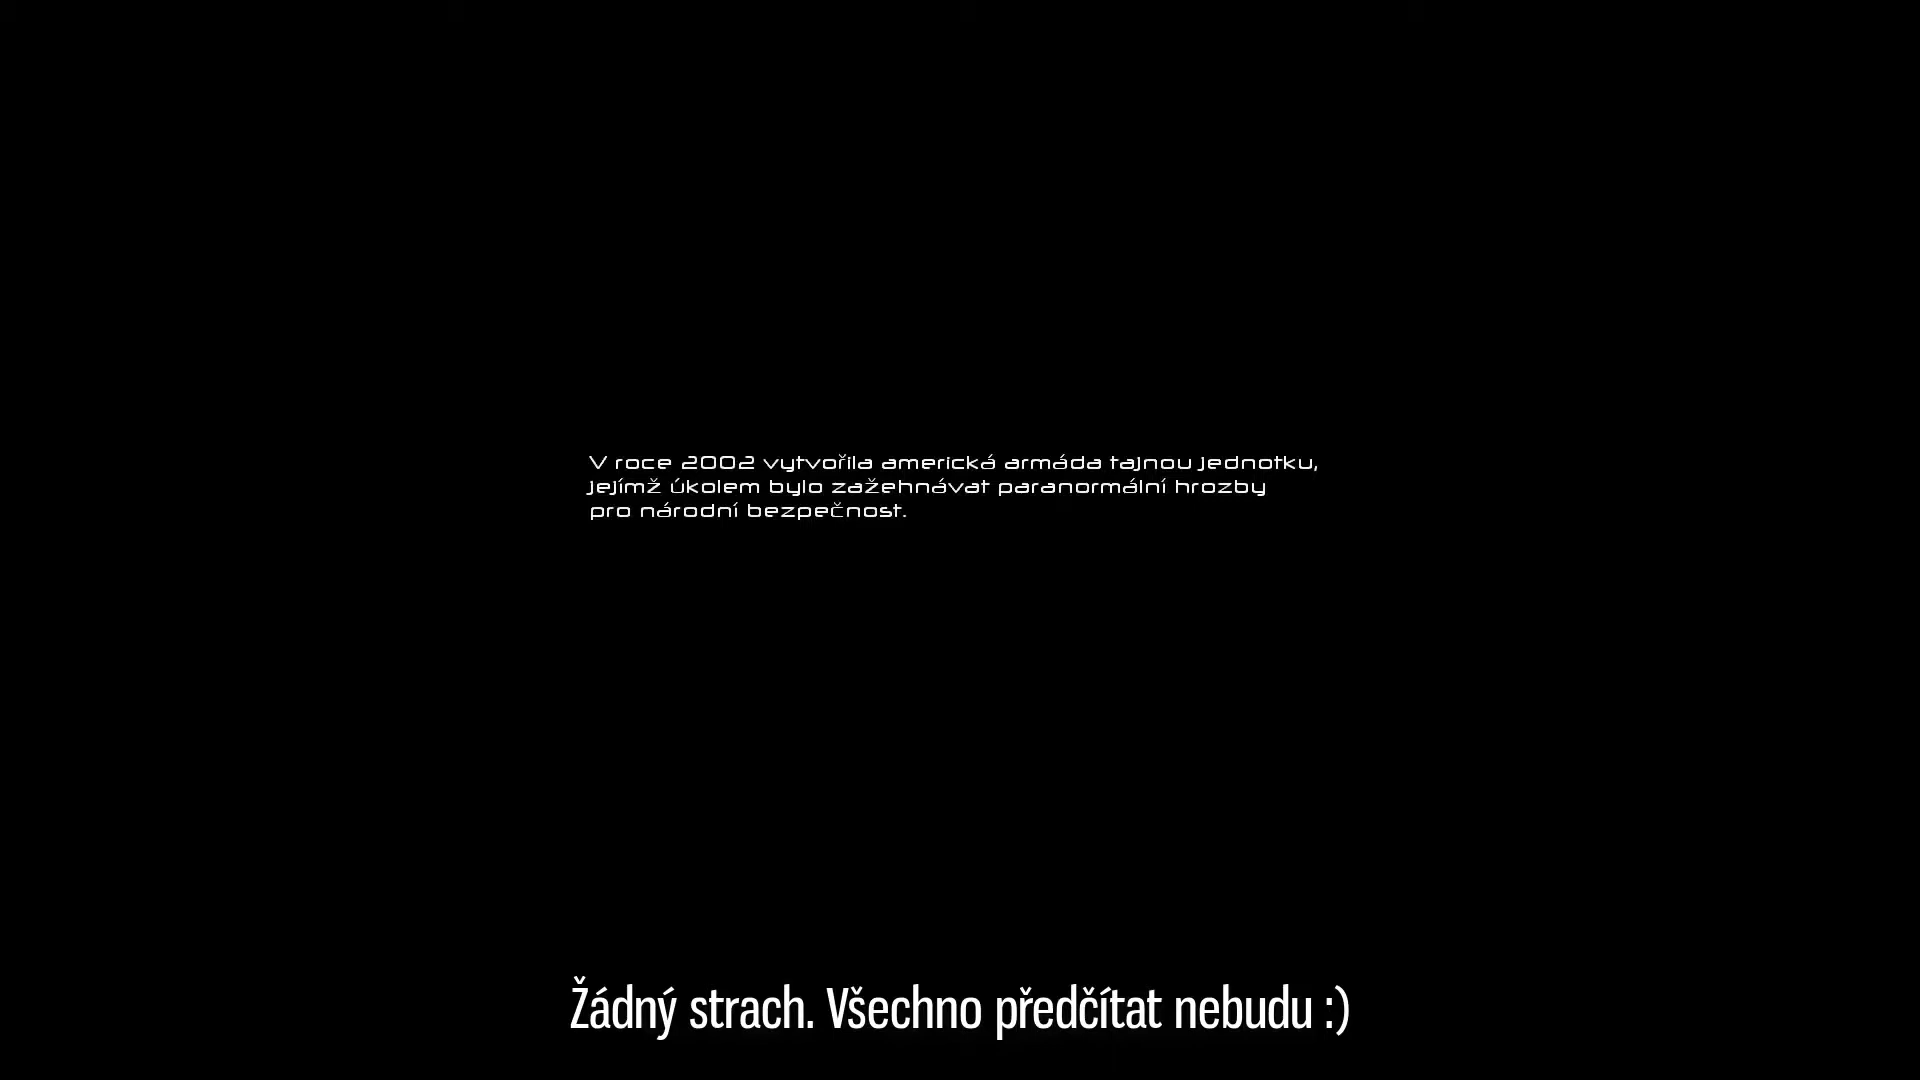 V roce 2002 vytvořila americká armáda tajnou jednotku,
jejímž úkolem bylo zažehnávat paranormální hrozby
pro národní bezpečnost.
Žádný strach. Všechno předčítat nebudu :)